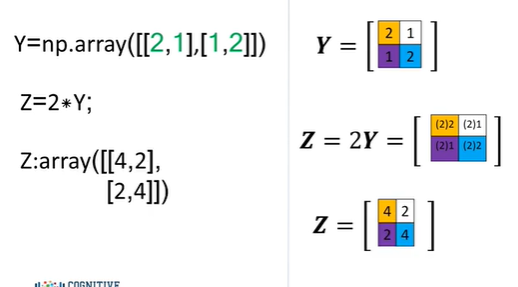 Y=np.array([[2,1],[1,2]])
Z=2*Y;
Z:array([[4,2],
[2,4]])
Y = [ 2 1
1 2 ]
Z = 2Y = [ (2)2 (2)1
(2)1 (2)2 ]
Z = [ 4 2
2 4 ]
COGNITIVE